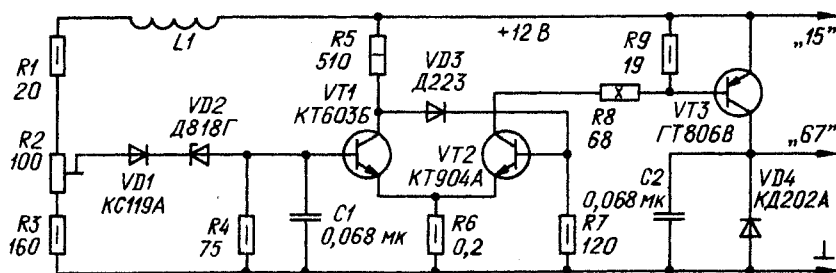 R1
20
L1
R2
100
R3
160
VD1
КС119А
VD2
Д818Г
R4
75
C1
0,068 мк
R5
510
VT1
КТ603Б
VD3
Д223
VT2
КТ904А
R6
0,2
+12 В
R7
120
R8
68
R9
19
VT3
ГТ806В
C2
0,068 мк
VD4
КД202А
„15”
„67”